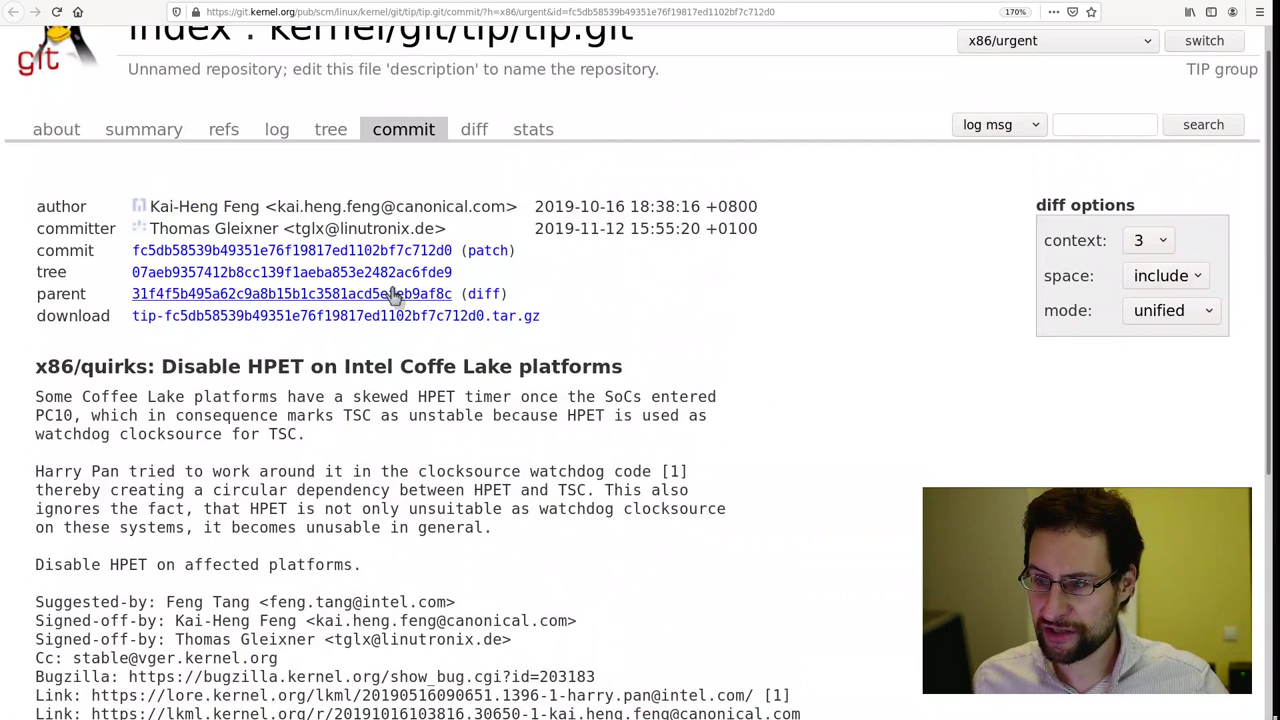 https://git.kernel.org/pub/scm/linux/kernel/git/tip/tip.git/commit/?h=x86/urgent&id=fc5db58539b49351e76f19817ed1102bf7c712d0
170%
index : kernel/git/tip/tip.git
x86/urgent
switch
git
Unnamed repository; edit this file 'description' to name the repository.
TIP group
about summary refs log tree commit diff stats
log msg
search
author Kai-Heng Feng <kai.heng.feng@canonical.com> 2019-10-16 18:38:16 +0800
committer Thomas Gleixner <tglx@linutronix.de> 2019-11-12 15:55:20 +0100
commit fc5db58539b49351e76f19817ed1102bf7c712d0 (patch)
tree 07aeb9357412b8cc139f1aeba853e2482ac6fde9
parent (diff)
download tip-fc5db58539b49351e76f19817ed1102bf7c712d0.tar.gz
diff options
context: 3
space: include
mode: unified
x86/quirks: Disable HPET on Intel Coffe Lake platforms
Some Coffee Lake platforms have a skewed HPET timer once the SoCs entered
PC10, which in consequence marks TSC as unstable because HPET is used as
watchdog clocksource for TSC.
Harry Pan tried to work around it in the clocksource watchdog code [1]
thereby creating a circular dependency between HPET and TSC. This also
ignores the fact, that HPET is not only unsuitable as watchdog clocksource
on these systems, it becomes unusable in general.
Disable HPET on affected platforms.
Suggested-by: Feng Tang <feng.tang@intel.com>
Signed-off-by: Kai-Heng Feng <kai.heng.feng@canonical.com>
Signed-off-by: Thomas Gleixner <tglx@linutronix.de>
Cc: stable@vger.kernel.org
Bugzilla: https://bugzilla.kernel.org/show_bug.cgi?id=203183
Link: https://lore.kernel.org/lkml/20190516090651.1396-1-harry.pan@intel.com/ [1]
Link: https://lkml.kernel.org/r/20191016103816.30650-1-kai.heng.feng@canonical.com